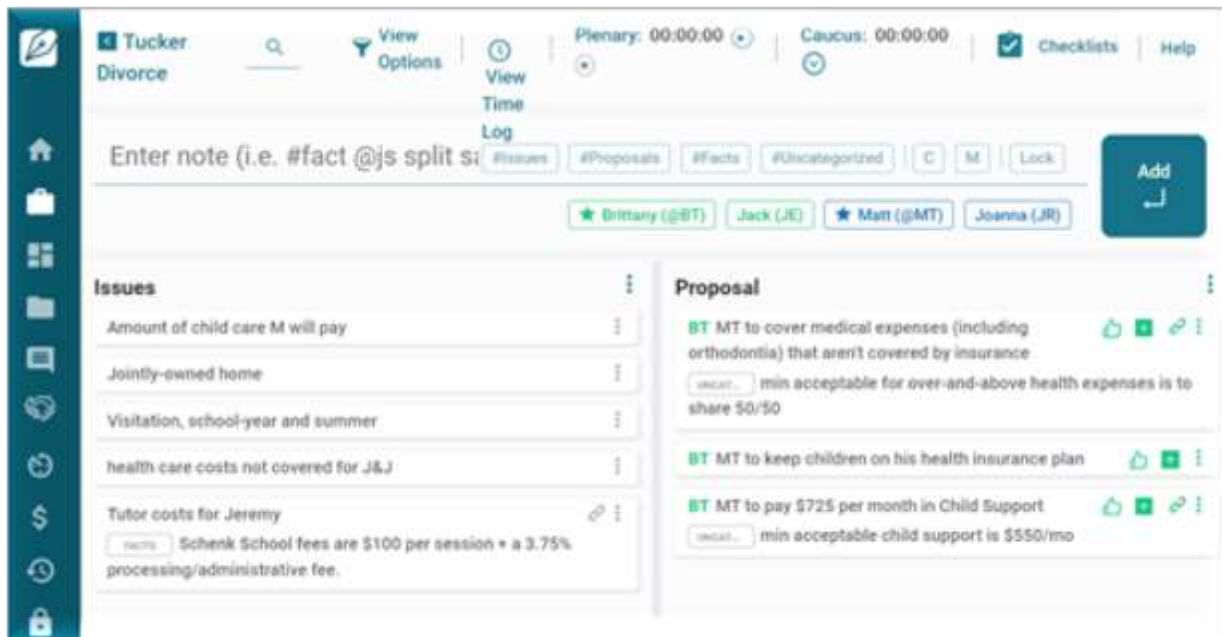 Tucker
Divorce
View
Options
View
Time
Log
Plenary: 00:00:00
Caucus: 00:00:00
Checklists
Help
Enter note (i.e. #fact @js split sa
#Issues
#Proposals
#Facts
#Uncategorized
C
M
Lock
Add
Brittany (@BT)
Jack (JE)
Matt (@MT)
Joanna (JR)
Issues
Amount of child care M will pay
Jointly-owned home
Visitation, school-year and summer
health care costs not covered for J&J
Tutor costs for Jeremy
FACTS Schenk School fees are $100 per session + a 3.75%
processing/administrative fee.
Proposal
BT MT to cover medical expenses (including
orthodontia) that aren't covered by insurance
UNCAT... min acceptable for over-and-above health expenses is to
share 50/50
BT MT to keep children on his health insurance plan
BT MT to pay $725 per month in Child Support
UNCAT... min acceptable child support is $550/mo